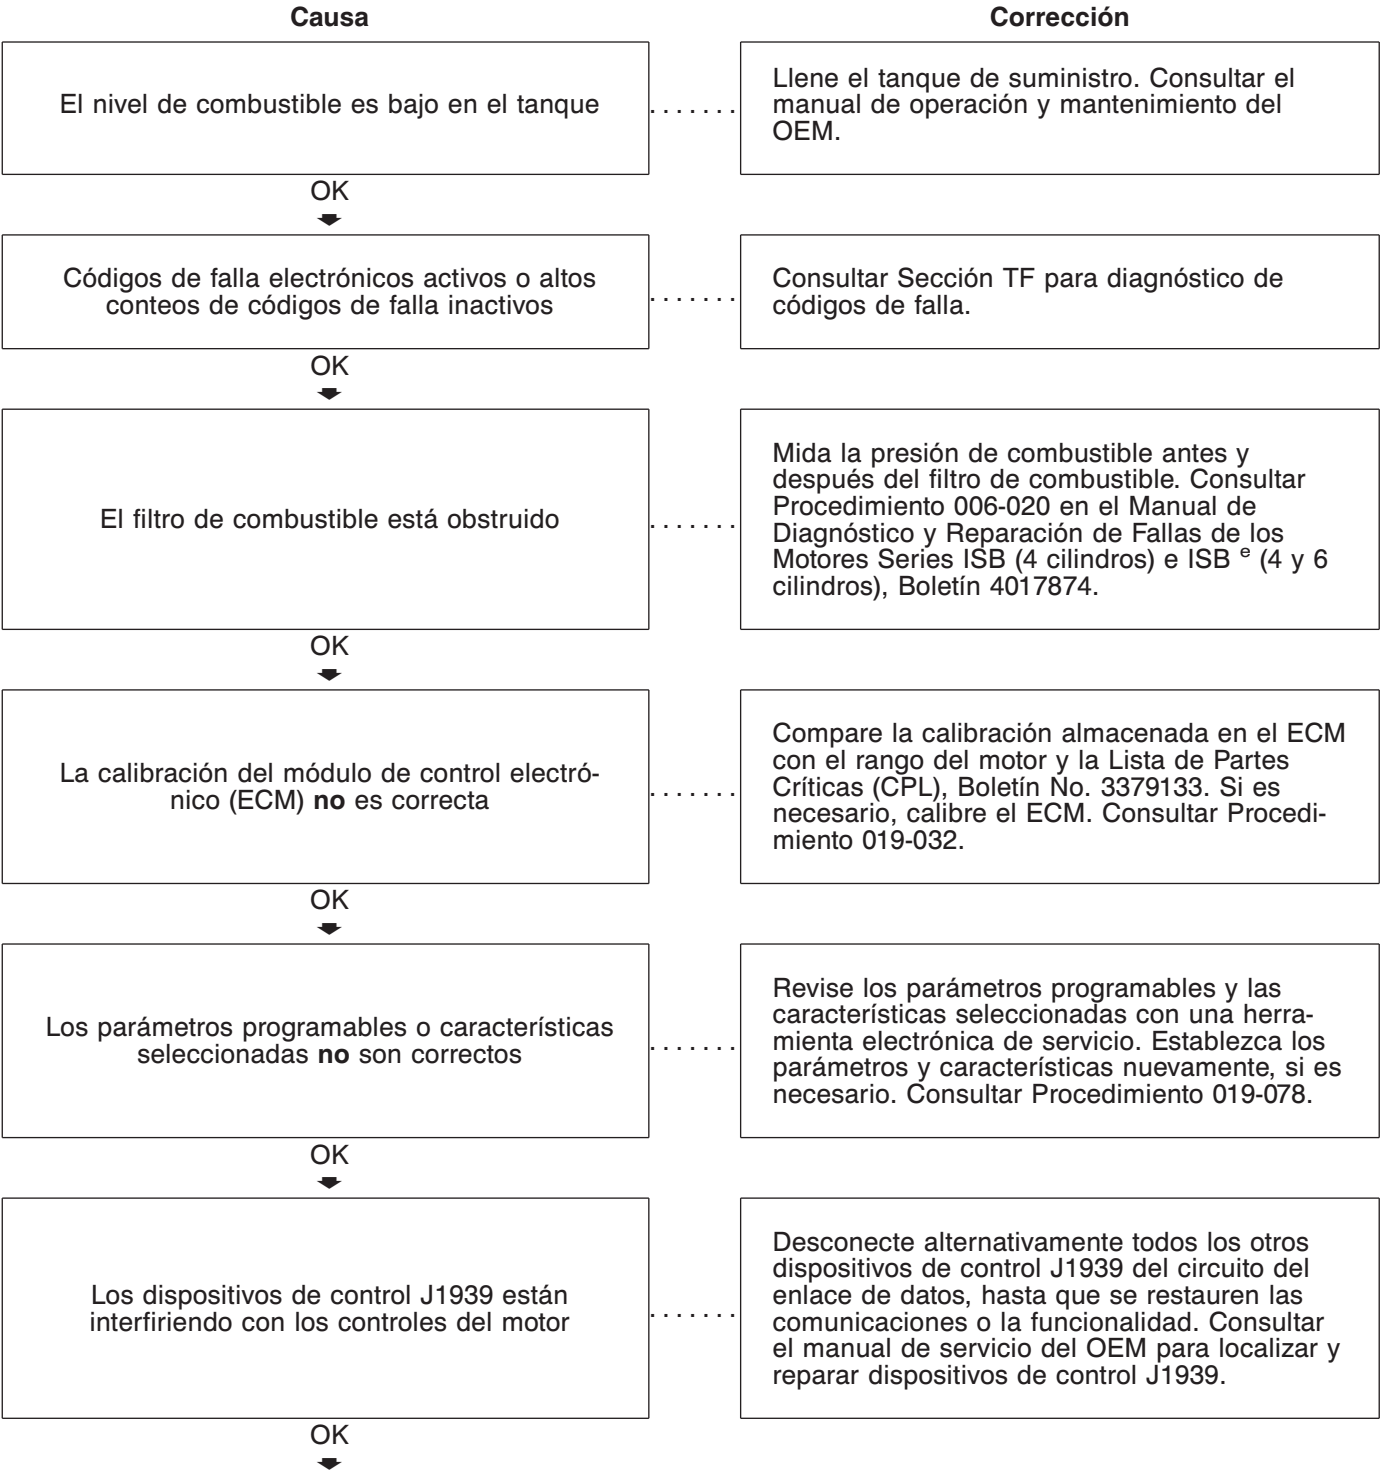 Causa
Corrección
El nivel de combustible es bajo en el tanque
. . . . . . .
Llene el tanque de suministro. Consultar el
manual de operación y mantenimiento del
OEM.
OK
Códigos de falla electrónicos activos o altos
conteos de códigos de falla inactivos
. . . . . . .
Consultar Sección TF para diagnóstico de
códigos de falla.
OK
El filtro de combustible está obstruido
. . . . . . .
Mida la presión de combustible antes y
después del filtro de combustible. Consultar
Procedimiento 006-020 en el Manual de
Diagnóstico y Reparación de Fallas de los
Motores Series ISB (4 cilindros) e ISB e (4 y 6
cilindros), Boletín 4017874.
OK
La calibración del módulo de control electró-
nico (ECM) no es correcta
. . . . . . .
Compare la calibración almacenada en el ECM
con el rango del motor y la Lista de Partes
Críticas (CPL), Boletín No. 3379133. Si es
necesario, calibre el ECM. Consultar Procedi-
miento 019-032.
OK
Los parámetros programables o características
seleccionadas no son correctos
. . . . . . .
Revise los parámetros programables y las
características seleccionadas con una herra-
mienta electrónica de servicio. Establezca los
parámetros y características nuevamente, si es
necesario. Consultar Procedimiento 019-078.
OK
Los dispositivos de control J1939 están
interfiriendo con los controles del motor
. . . . . . .
Desconecte alternativamente todos los otros
dispositivos de control J1939 del circuito del
enlace de datos, hasta que se restauren las
comunicaciones o la funcionalidad. Consultar
el manual de servicio del OEM para localizar y
reparar dispositivos de control J1939.
OK